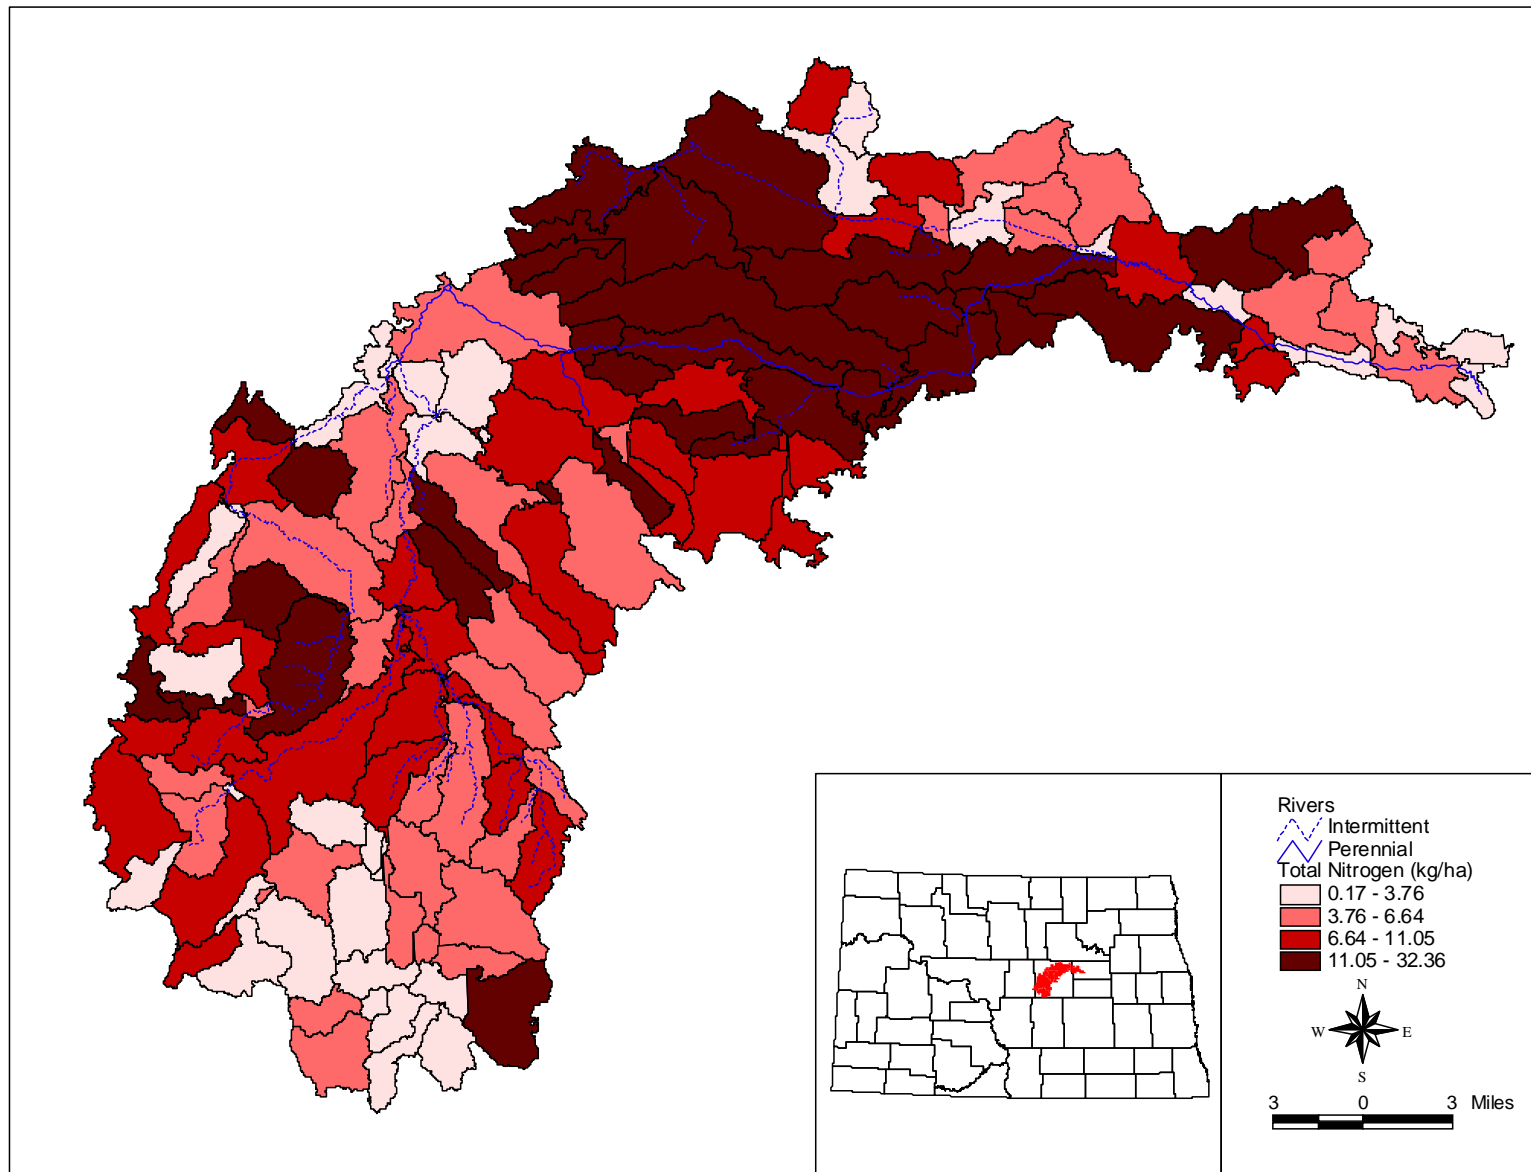 Rivers
Intermittent
Perennial
Total Nitrogen (kg/ha)
0.17 - 3.76
3.76 - 6.64
6.64 - 11.05
11.05 - 32.36
N
W E
S
3 0 3 Miles